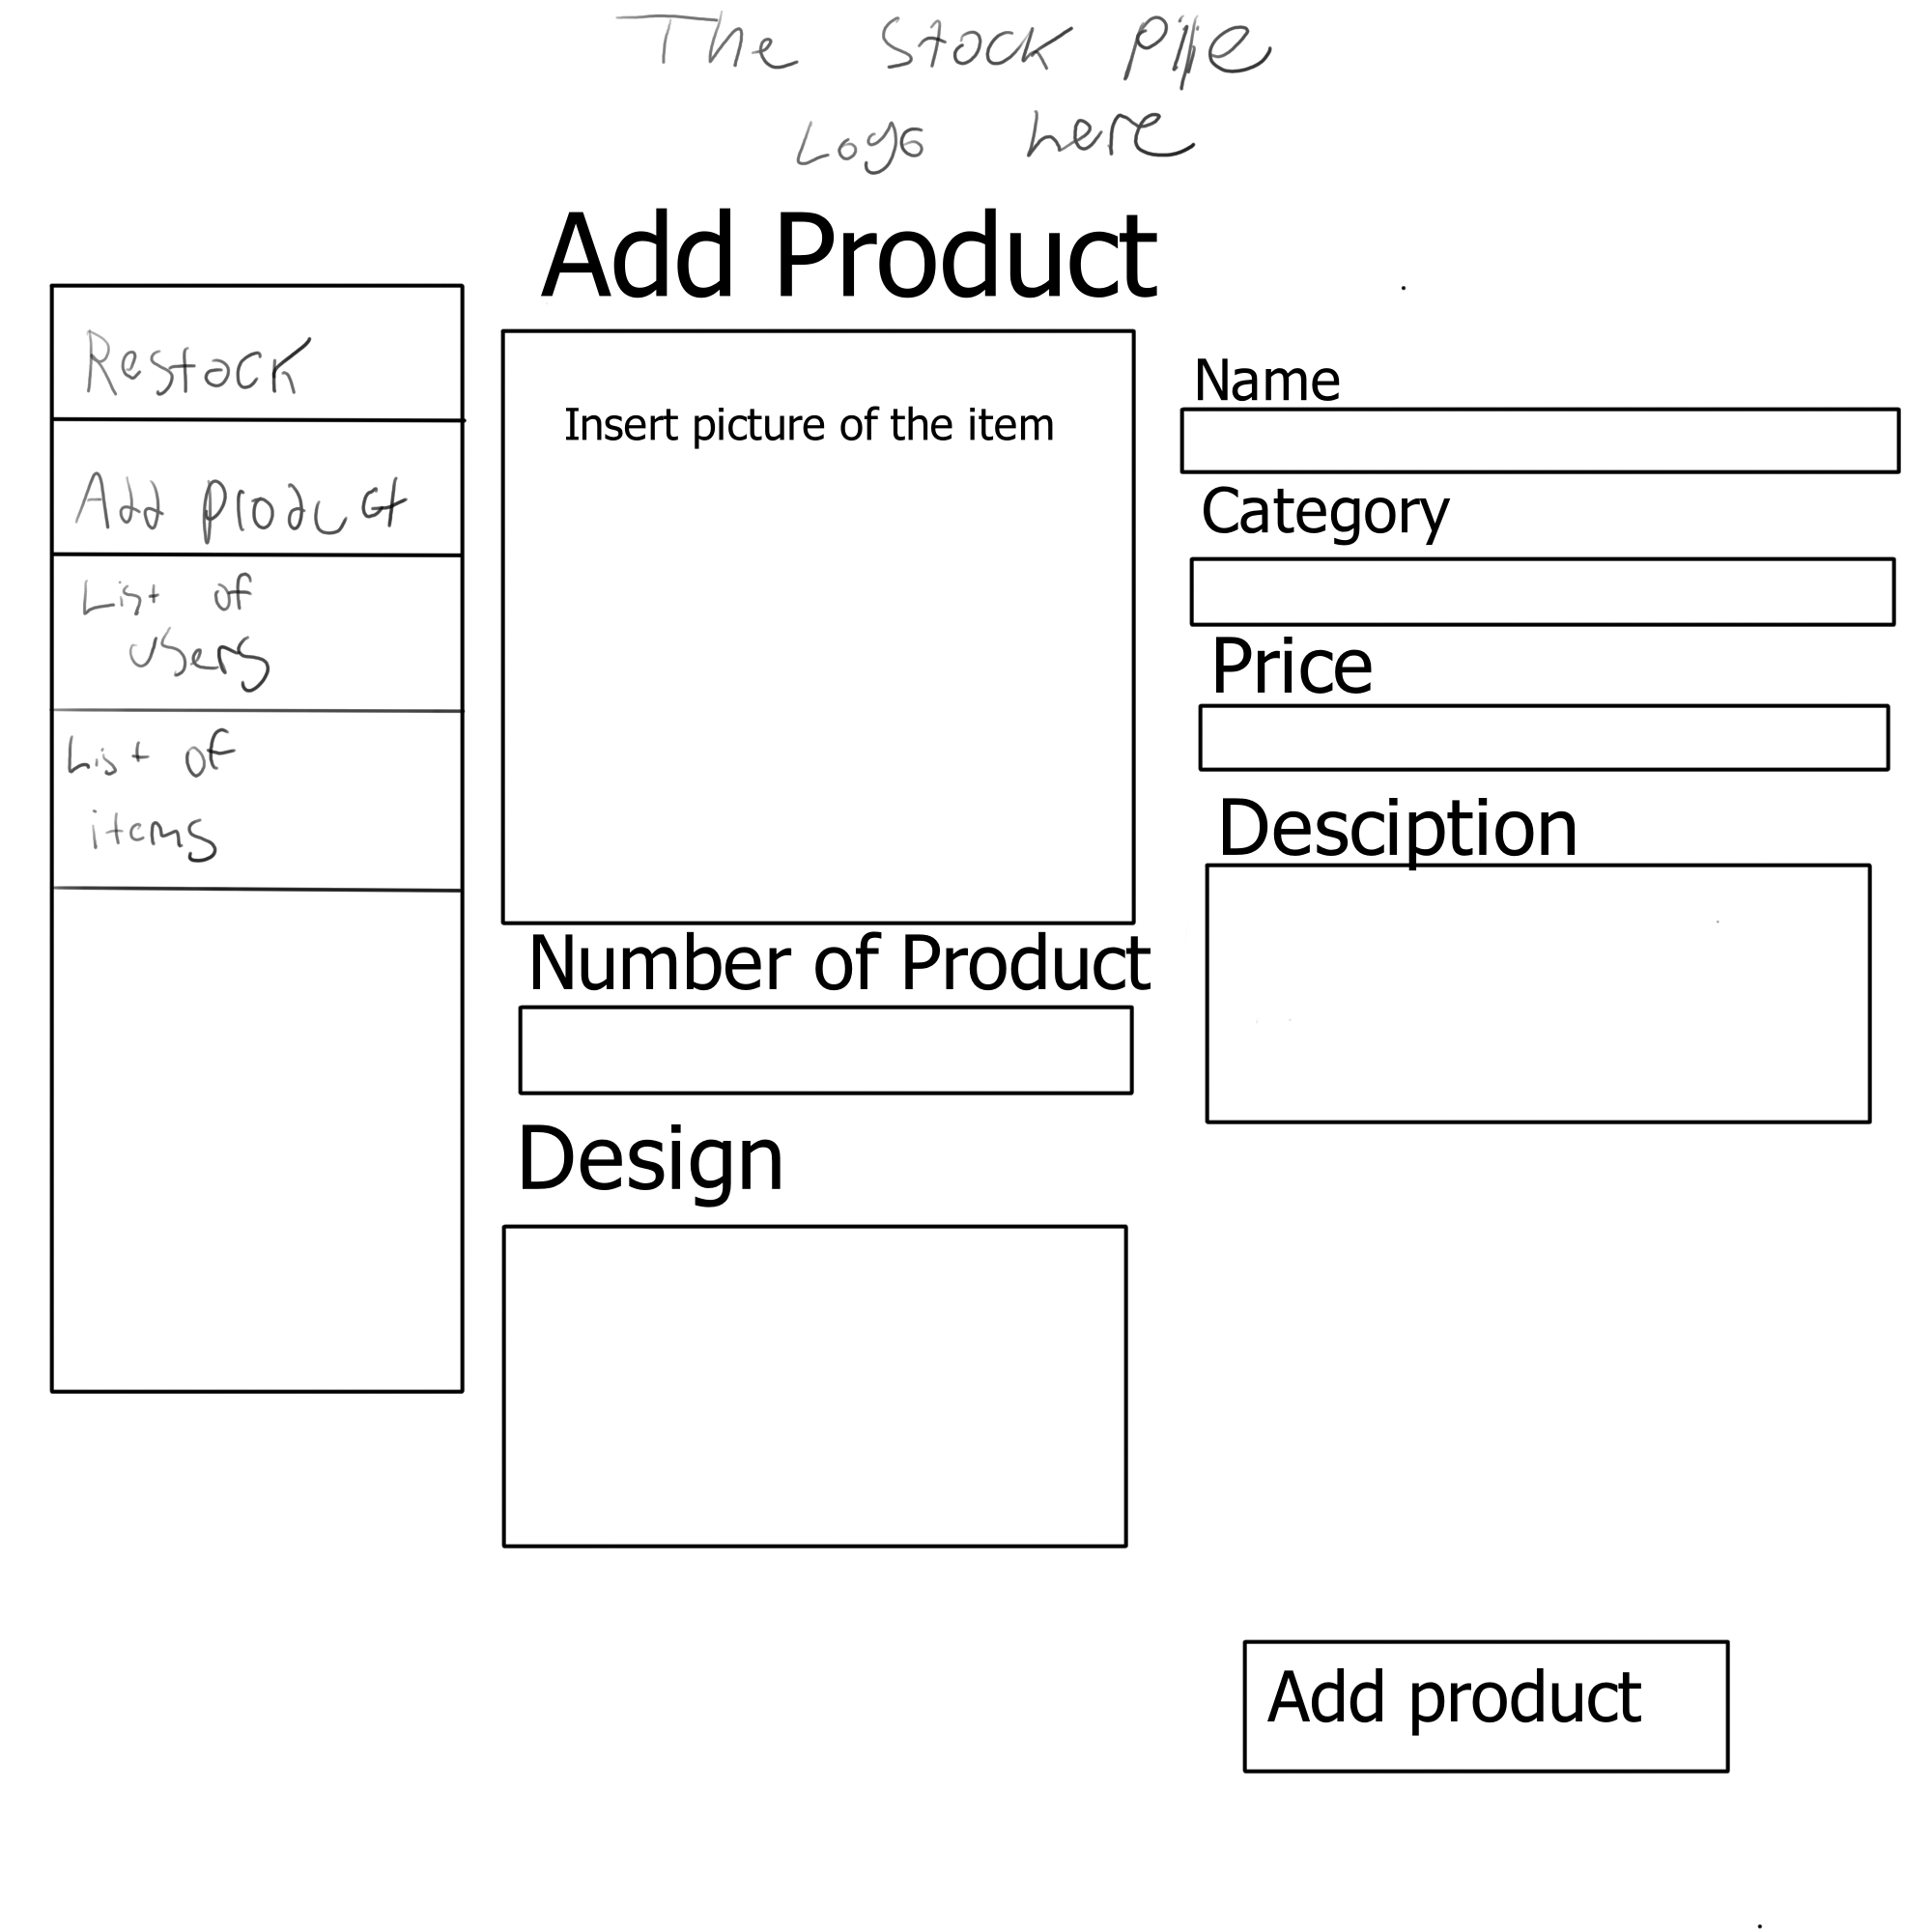 The Stock Pile
Logo here
Add Product
Restock
Add product
List of
users
List of
items
Insert picture of the item
Number of Product
Design
Name
Category
Price
Desciption
Add product